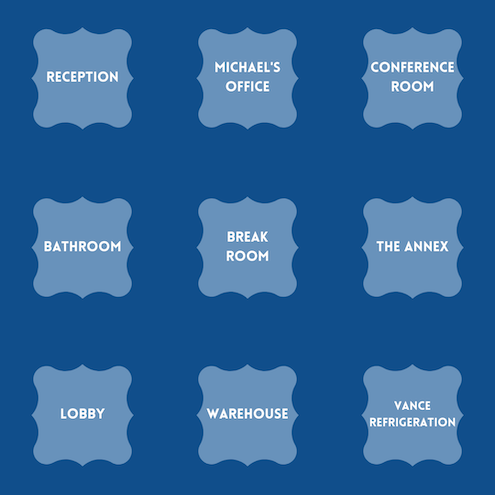 RECEPTION
MICHAEL'S
OFFICE
CONFERENCE
ROOM
BATHROOM
BREAK
ROOM
THE ANNEX
LOBBY
WAREHOUSE
VANCE
REFRIGERATION